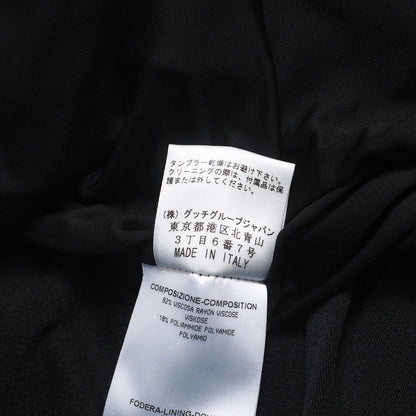 タンブラー乾燥はお避け下さい。
クリーニングの際は、付属品は保
護または外してください。
(株) グッチグループジャパン
東京都港区北青山
3丁目6番7号
MADE IN ITALY
COMPOSIZIONE-COMPOSITION
82% VISCOSA RAYON VISCOSE
VISKOSE
18% POLIAMMIDE POLYAMIDE
POLYAMID
FODERA-LINING-